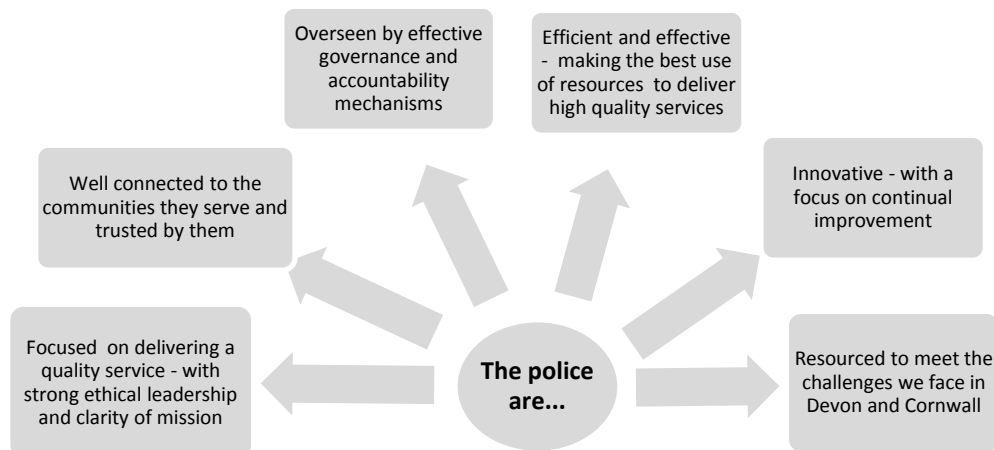 Overseen by effective
governance and
accountability
mechanisms
Efficient and effective
- making the best use
of resources to deliver
high quality services
Well connected to the
communities they serve and
trusted by them
Innovative - with a
focus on continual
improvement
Focused on delivering a
quality service - with
strong ethical leadership
and clarity of mission
The police
are...
Resourced to meet the
challenges we face in
Devon and Cornwall